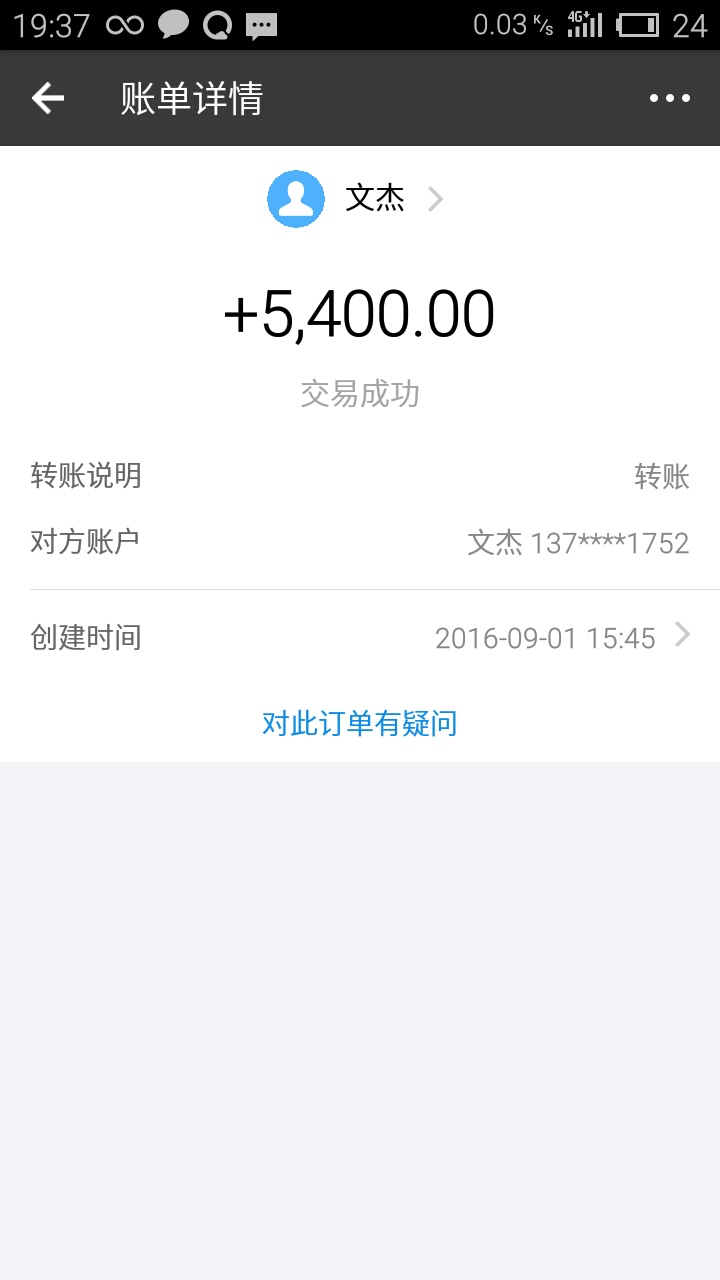 19:37 0.03 K/s 4G+ 24
账单详情
文杰
+5,400.00
交易成功
转账说明 转账
对方账户 文杰 137****1752
创建时间 2016-09-01 15:45
对此订单有疑问